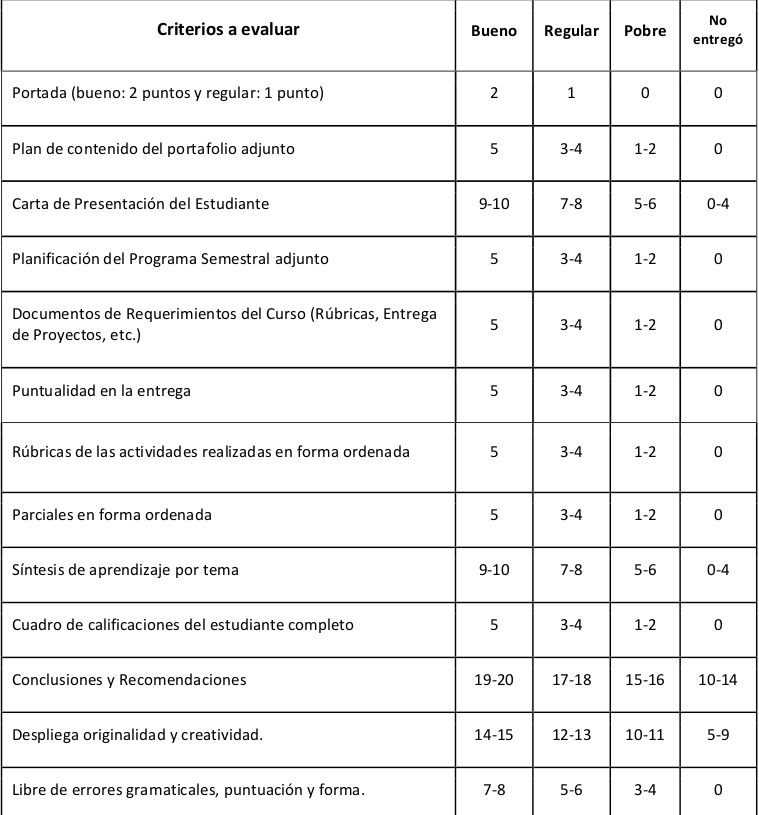 Criterios a evaluar Bueno Regular Pobre No entregó
Portada (bueno: 2 puntos y regular: 1 punto) 2 1 0 0
Plan de contenido del portafolio adjunto 5 3-4 1-2 0
Carta de Presentación del Estudiante 9-10 7-8 5-6 0-4
Planificación del Programa Semestral adjunto 5 3-4 1-2 0
Documentos de Requerimientos del Curso (Rúbricas, Entrega
de Proyectos, etc.) 5 3-4 1-2 0
Puntualidad en la entrega 5 3-4 1-2 0
Rúbricas de las actividades realizadas en forma ordenada 5 3-4 1-2 0
Parciales en forma ordenada 5 3-4 1-2 0
Síntesis de aprendizaje por tema 9-10 7-8 5-6 0-4
Cuadro de calificaciones del estudiante completo 5 3-4 1-2 0
Conclusiones y Recomendaciones 19-20 17-18 15-16 10-14
Despliega originalidad y creatividad. 14-15 12-13 10-11 5-9
Libre de errores gramaticales, puntuación y forma. 7-8 5-6 3-4 0